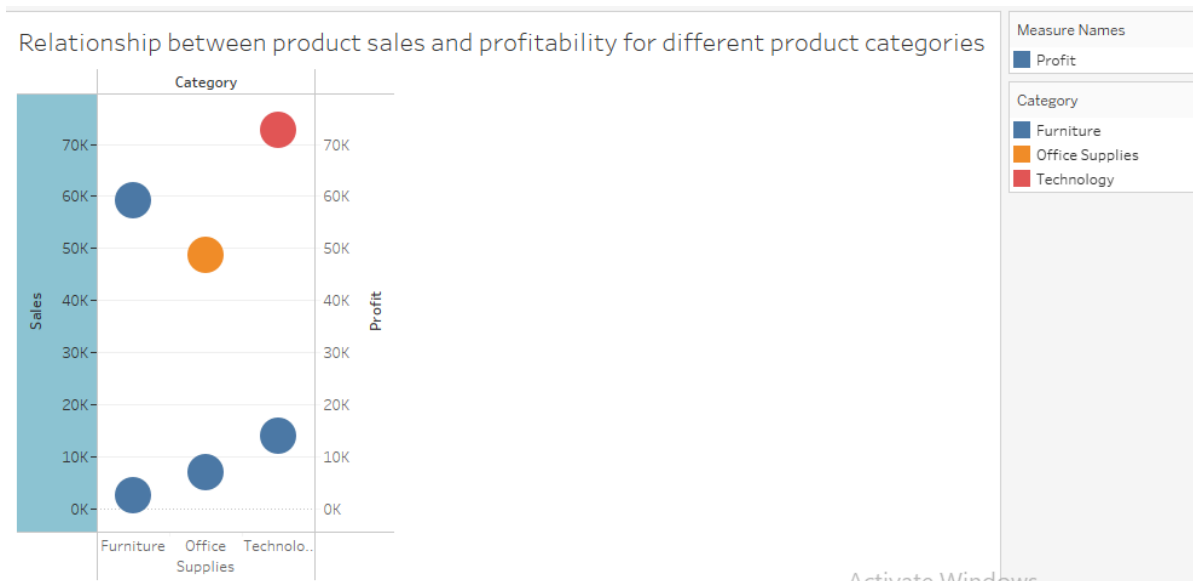 Relationship between product sales and profitability for different product categories
Measure Names
Profit
Category
Furniture
Office Supplies
Technology
Category
Sales
70K
60K
50K
40K
30K
20K
10K
0K
70K
60K
50K
40K
30K
20K
10K
0K
Profit
Furniture
Office
Supplies
Technolo..
Activate Windows